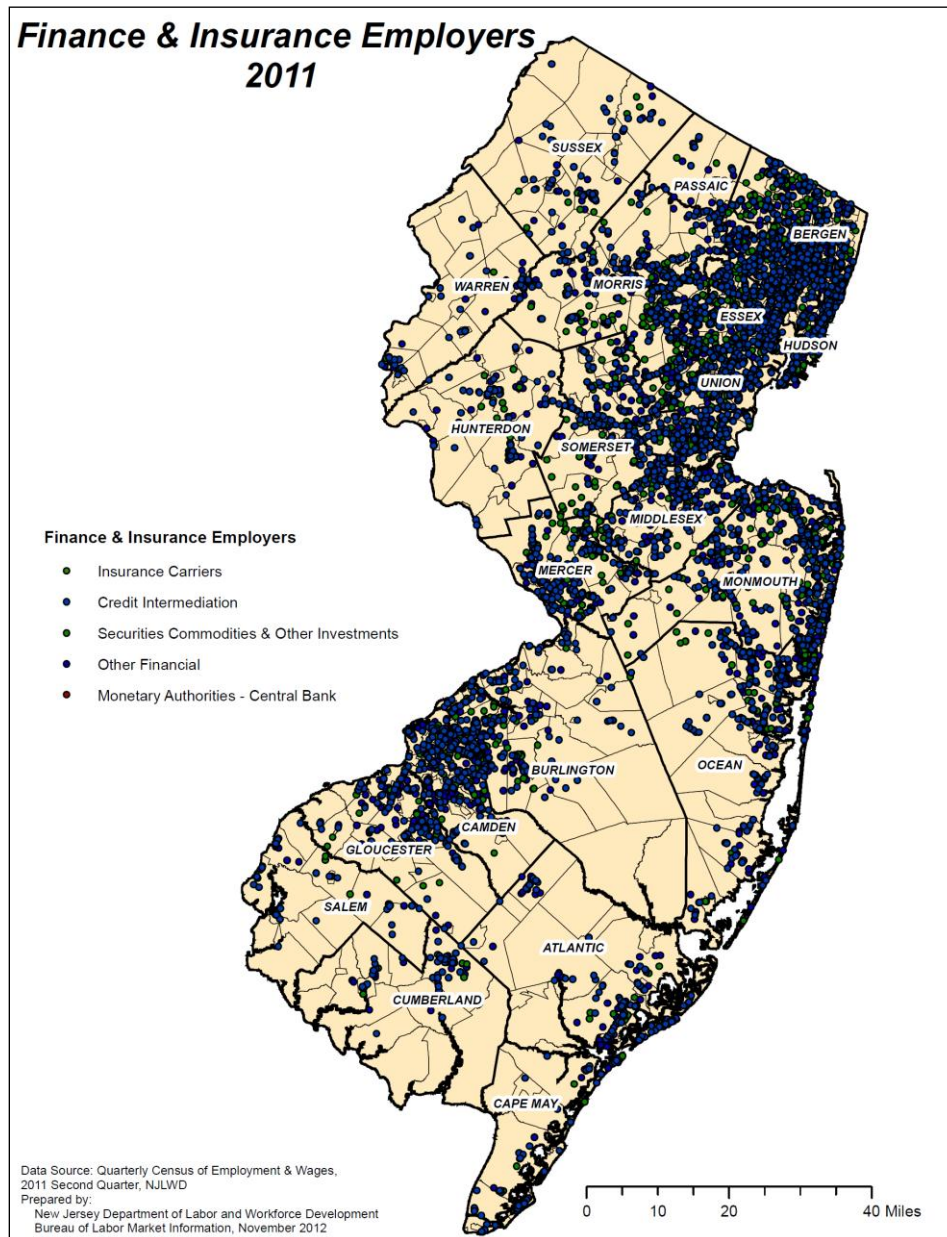 Finance & Insurance Employers
2011
SUSSEX
PASSAIC
BERGEN
WARREN
MORRIS
ESSEX
HUDSON
UNION
HUNTERDON
SOMERSET
MIDDLESEX
MERCER
MONMOUTH
Finance & Insurance Employers
Insurance Carriers
Credit Intermediation
Securities Commodities & Other Investments
Other Financial
Monetary Authorities - Central Bank
OCEAN
BURLINGTON
CAMDEN
GLOUCESTER
SALEM
ATLANTIC
CUMBERLAND
CAPE MAY
Data Source: Quarterly Census of Employment & Wages,
2011 Second Quarter, NJLWD
Prepared by:
New Jersey Department of Labor and Workforce Development
Bureau of Labor Market Information, November 2012
0 10 20 40 Miles